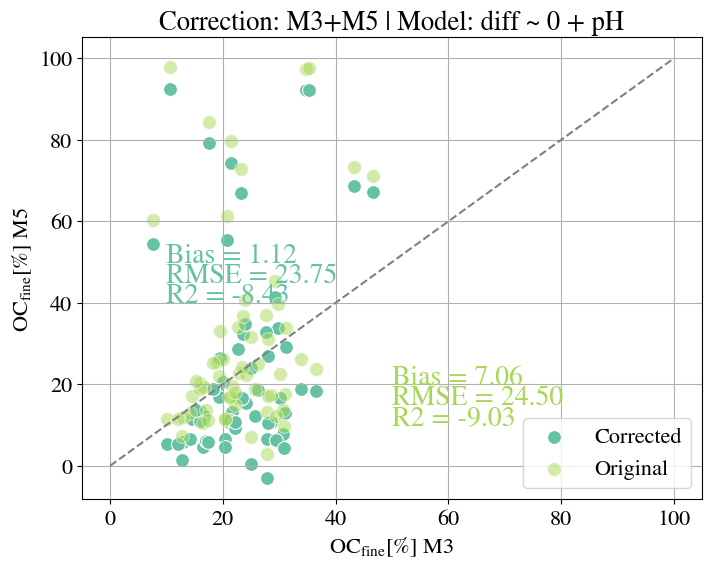 Correction: M3+M5 | Model: diff ~ 0 + pH
OC_fine[%] M5
100
80
60
40
20
0
Bias = 1.12
RMSE = 23.75
R2 = -8.43
Bias = 7.06
RMSE = 24.50
R2 = -9.03
Corrected
Original
0 20 40 60 80 100
OC_fine[%] M3